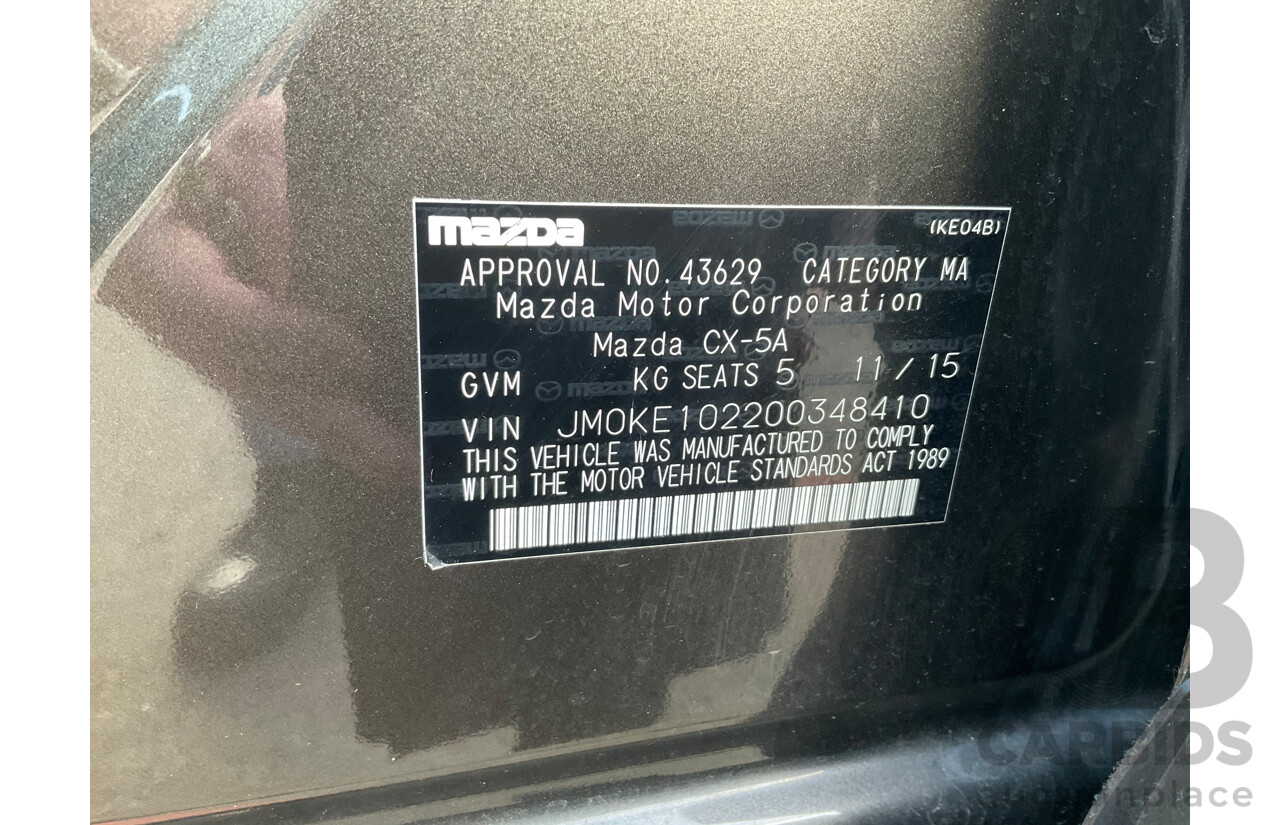 mazda (KE04B)
APPROVAL NO.43629 CATEGORY MA
Mazda Motor Corporation
Mazda CX-5A
GVM KG SEATS 5 11/15
VIN JM0KE102200348410
THIS VEHICLE WAS MANUFACTURED TO COMPLY
WITH THE MOTOR VEHICLE STANDARDS ACT 1989
CARBIDS